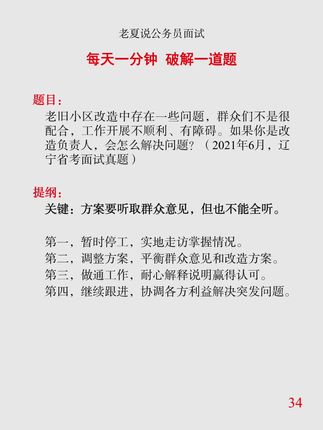 老夏说公务员面试
每天一分钟 破解一道题
题目：
老旧小区改造中存在一些问题，群众们不是很
配合，工作开展不顺利、有障碍。如果你是改
造负责人，会怎么解决问题？（2021年6月，辽
宁省考面试真题）
提纲：
关键：方案要听取群众意见，但也不能全听。
第一，暂时停工，实地走访掌握情况。
第二，调整方案，平衡群众意见和改造方案。
第三，做通工作，耐心解释说明赢得认可。
第四，继续跟进，协调各方利益解决突发问题。
34